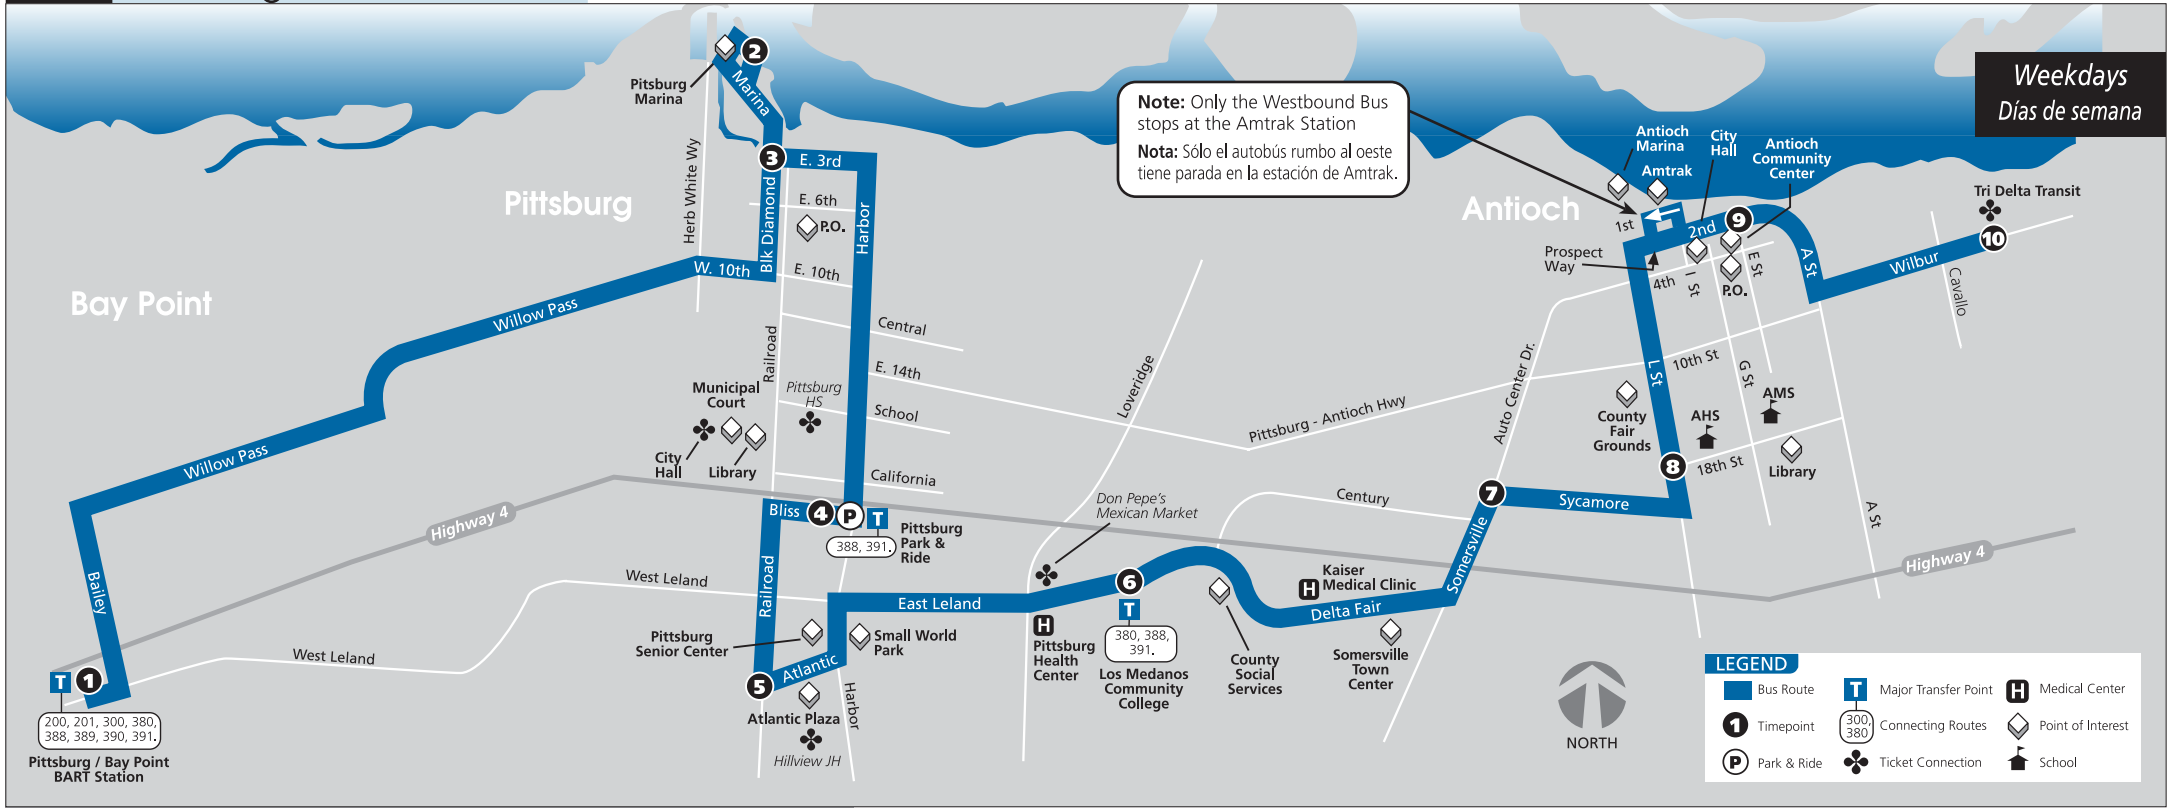 Weekdays
Días de semana
Note: Only the Westbound Bus
stops at the Amtrak Station
Nota: Sólo el autobús rumbo al oeste
tiene parada en la estación de Amtrak.
Pitsburg
Marina
2
Marina
3
E. 3rd
Herb White Wy
Blk Diamond
E. 6th
P.O.
Harbor
Pittsburg
W. 10th
E. 10th
Bay Point
Willow Pass
Willow Pass
Railroad
Central
E. 14th
School
California
Pittsburg
HS
Municipal
Court
City
Hall
Library
Highway 4
Bliss
4
P
T
388, 391.
Pittsburg
Park &
Ride
Bailey
T
1
200, 201, 300, 380,
388, 389, 390, 391.
Pittsburg / Bay Point
BART Station
West Leland
West Leland
Railroad
Pittsburg
Senior Center
Small World
Park
5
Atlantic
Atlantic Plaza
Hillview JH
Harbor
East Leland
Don Pepe's
Mexican Market
Loveridge
H
Pittsburg
Health
Center
6
T
380, 388,
391.
Los Medanos
Community
College
County
Social
Services
H
Kaiser
Medical Clinic
Delta Fair
Somersville
Town
Center
Somersville
Century
7
Sycamore
8
Pittsburg - Antioch Hwy
Auto Center Dr.
Antioch
Antioch
Marina
Amtrak
City
Hall
Antioch
Community
Center
1st
2nd
9
Prospect
Way
4th
I St
E St
P.O.
A St
Wilbur
Cavallo
Tri Delta Transit
10
L St
10th St
G St
County
Fair
Grounds
AHS
AMS
18th St
Library
A St
Highway 4
NORTH
LEGEND
Bus Route
T
Major Transfer Point
H
Medical Center
1
Timepoint
300,
380
Connecting Routes
Point of Interest
P
Park & Ride
Ticket Connection
School